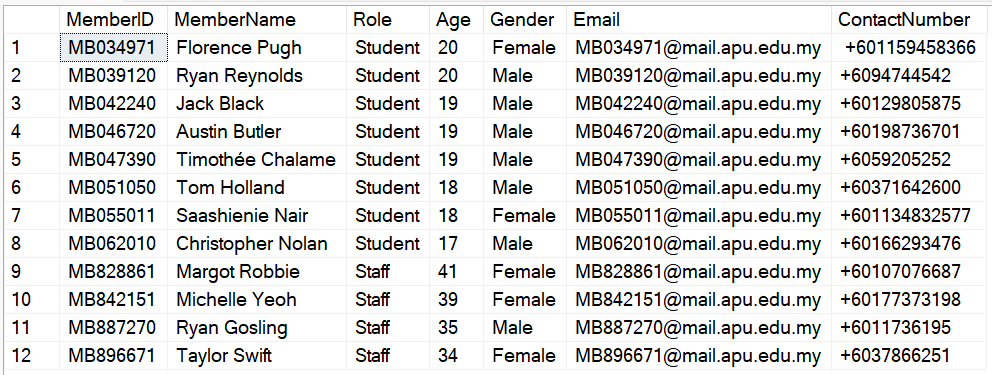 MemberID MemberName Role Age Gender Email ContactNumber
1 MB034971 Florence Pugh Student 20 Female MB034971@mail.apu.edu.my +601159458366
2 MB039120 Ryan Reynolds Student 20 Male MB039120@mail.apu.edu.my +6094744542
3 MB042240 Jack Black Student 19 Male MB042240@mail.apu.edu.my +60129805875
4 MB046720 Austin Butler Student 19 Male MB046720@mail.apu.edu.my +60198736701
5 MB047390 Timothée Chalame Student 19 Male MB047390@mail.apu.edu.my +6059205252
6 MB051050 Tom Holland Student 18 Male MB051050@mail.apu.edu.my +60371642600
7 MB055011 Saashienie Nair Student 18 Female MB055011@mail.apu.edu.my +601134832577
8 MB062010 Christopher Nolan Student 17 Male MB062010@mail.apu.edu.my +60166293476
9 MB828861 Margot Robbie Staff 41 Female MB828861@mail.apu.edu.my +60107076687
10 MB842151 Michelle Yeoh Staff 39 Female MB842151@mail.apu.edu.my +60177373198
11 MB887270 Ryan Gosling Staff 35 Male MB887270@mail.apu.edu.my +6011736195
12 MB896671 Taylor Swift Staff 34 Female MB896671@mail.apu.edu.my +6037866251